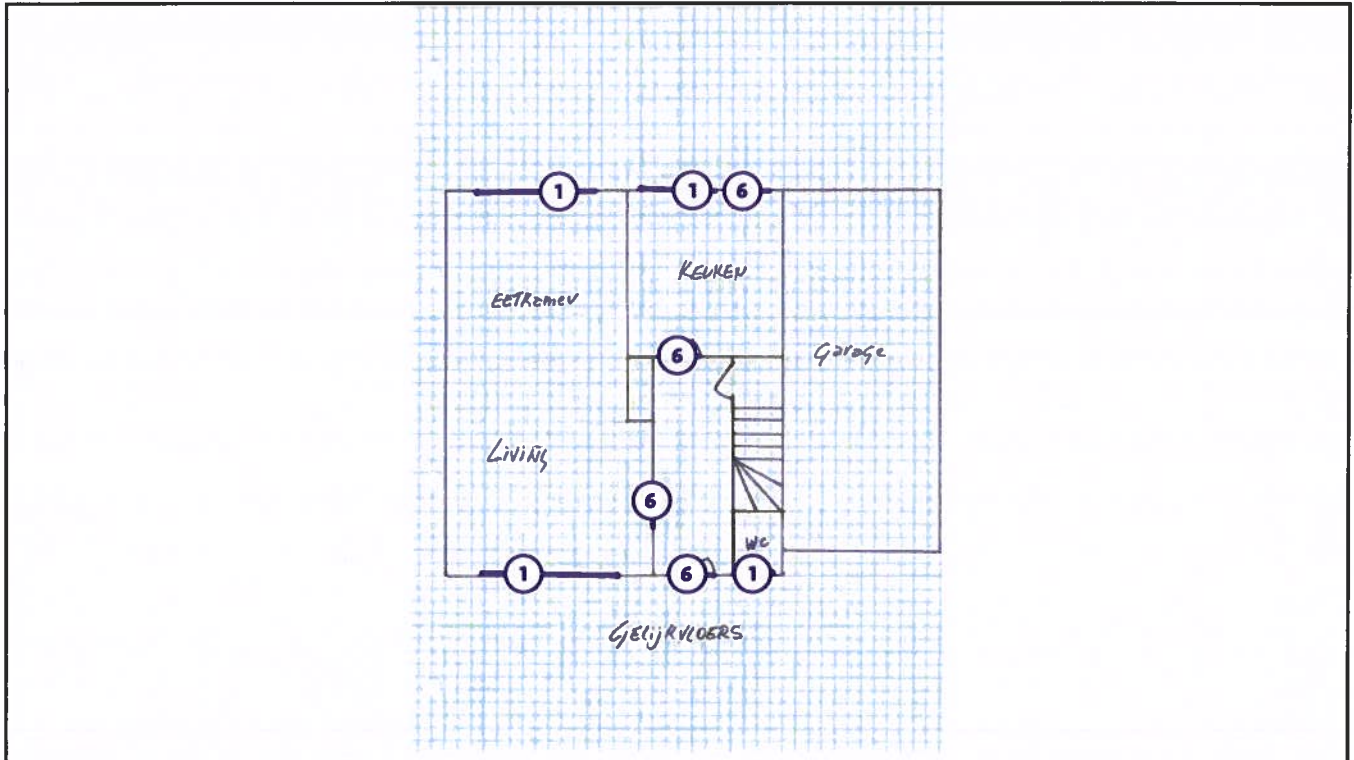 1 1 6
KEUKEN
EETKamer
Garage
6
Living
6
WC
1 6 1
GELijKVLOERS